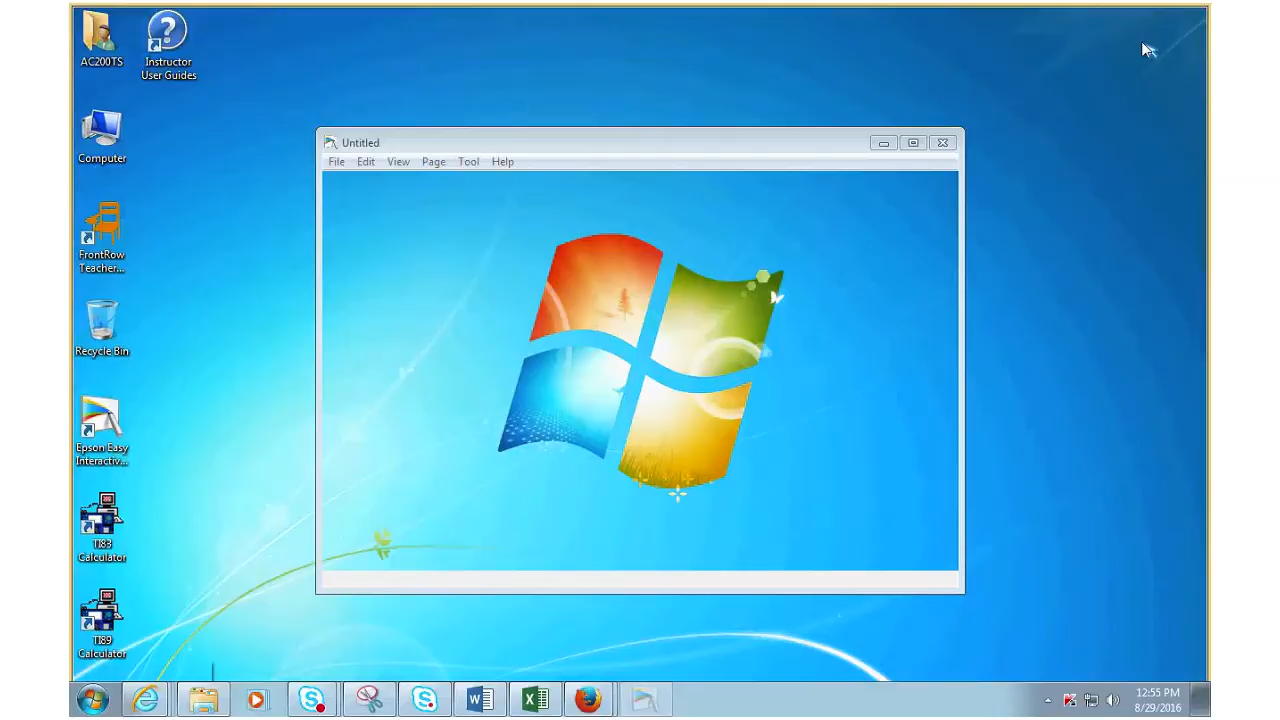 AC200TS
Instructor
User Guides
Computer
FrontRow
Teacher...
Recycle Bin
Epson Easy
Interactiv...
TI83
Calculator
TI89
Calculator
Untitled
File Edit View Page Tool Help
12:55 PM
8/29/2016